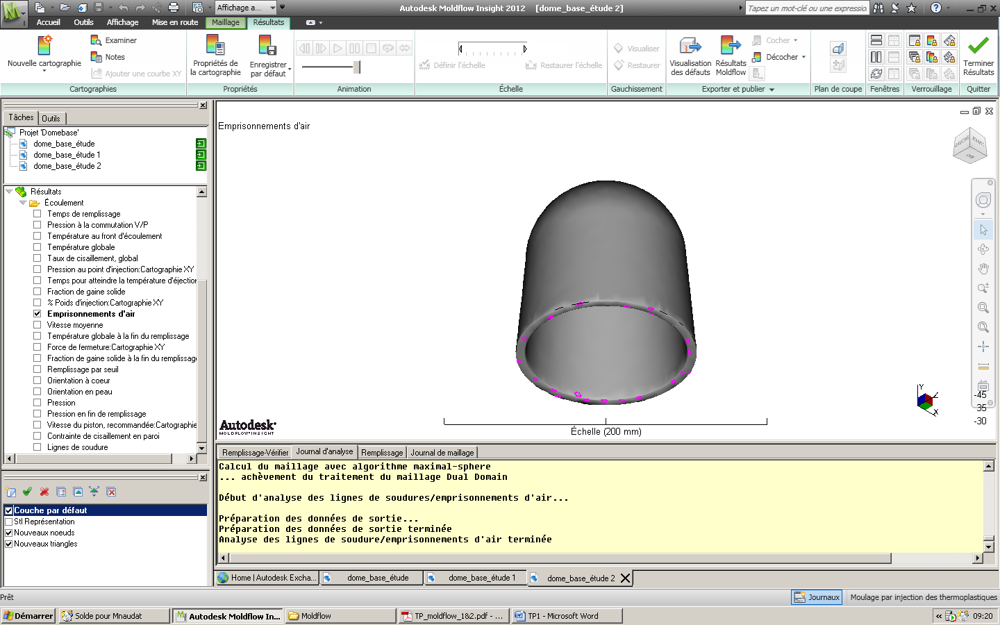 Affichage a...
Autodesk Moldflow Insight 2012 [dome_base_étude 2]
Tapez un mot-clé ou une expressio
Accueil Outils Affichage Mise en route Maillage Résultats
Nouvelle cartographie
Examiner
Notes
Ajouter une courbe XY
Propriétés de la cartographie
Enregistrer par défaut
Définir l'échelle
Restaurer l'échelle
Visualiser
Restaurer
Visualisation des défauts
Résultats Moldflow
Cocher
Décocher
Terminer Résultats
Cartographies Propriétés Animation Échelle Gauchissement Exporter et publier Plan de coupe Fenêtres Verrouillage Quitter
Tâches Outils
Projet 'Domebase'
dome_base_étude
dome_base_étude 1
dome_base_étude 2
Résultats
Écoulement
Temps de remplissage
Pression à la commutation V/P
Température au front d'écoulement
Température globale
Taux de cisaillement, global
Pression au point d'injection:Cartographie XY
Temps pour atteindre la température d'éjection
Fraction de gaine solide
% Poids d'injection:Cartographie XY
Emprisonnements d'air
Vitesse moyenne
Température globale à la fin du remplissage
Force de fermeture:Cartographie XY
Fraction de gaine solide à la fin du remplissage
Remplissage par seuil
Orientation à coeur
Orientation en peau
Pression
Pression en fin de remplissage
Vitesse du piston, recommandée:Cartographie
Contrainte de cisaillement en paroi
Lignes de soudure
Couche par défaut
Stl Représentation
Nouveaux noeuds
Nouveaux triangles
Emprisonnements d'air
GAUCHE
Autodesk
MOLDFLOW INSIGHT
Échelle (200 mm)
Y
Z
X
-45
-35
-30
Remplissage-Vérifier Journal d'analyse Remplissage Journal de maillage
Calcul du maillage avec algorithme maximal-sphere
... achèvement du traitement du maillage Dual Domain
Début d'analyse des lignes de soudures/emprisonnements d'air...
Préparation des données de sortie...
Préparation des données de sortie terminée
Analyse des lignes de soudure/emprisonnements d'air terminée
Home | Autodesk Excha... dome_base_étude dome_base_étude 1 dome_base_étude 2
Prêt
Journaux Moulage par injection des thermoplastiques
Démarrer Solde pour Mnaudat Autodesk Moldflow In... Moldflow TP_moldflow_1&2.pdf - ... TP1 - Microsoft Word « 09:20